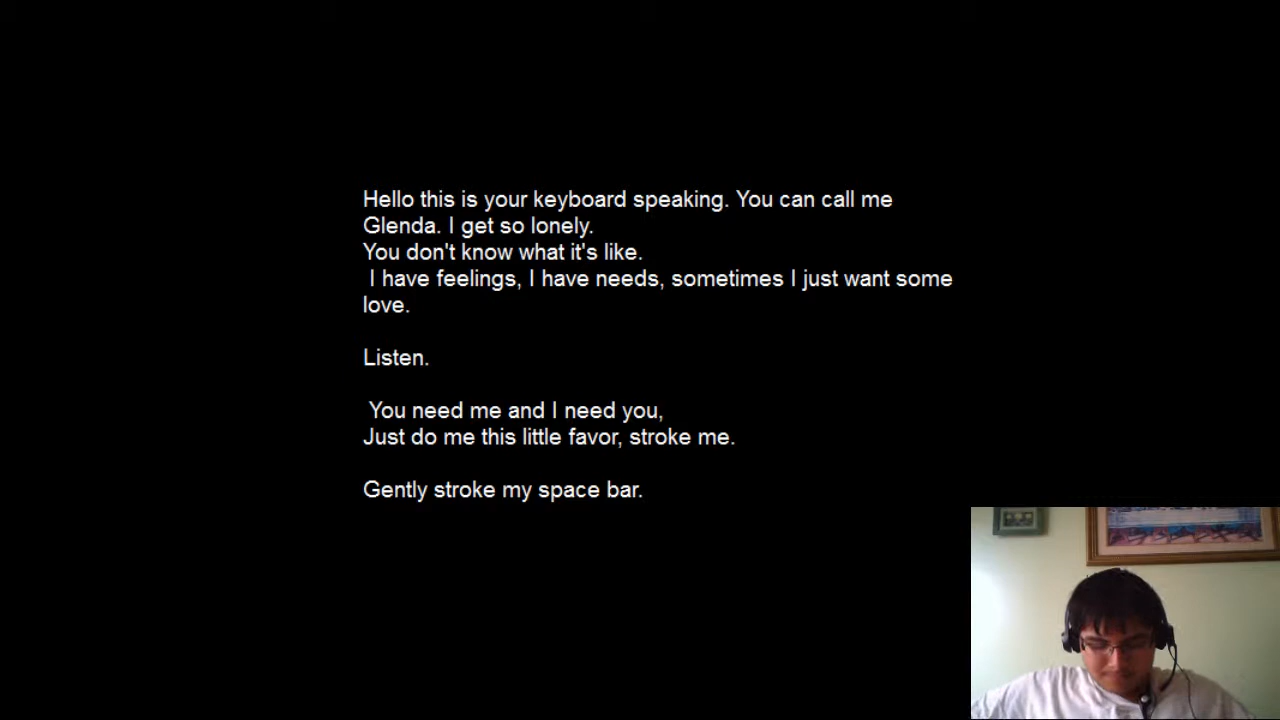 Hello this is your keyboard speaking. You can call me
Glenda. I get so lonely.
You don't know what it's like.
I have feelings, I have needs, sometimes I just want some
love.
Listen.
You need me and I need you,
Just do me this little favor, stroke me.
Gently stroke my space bar.